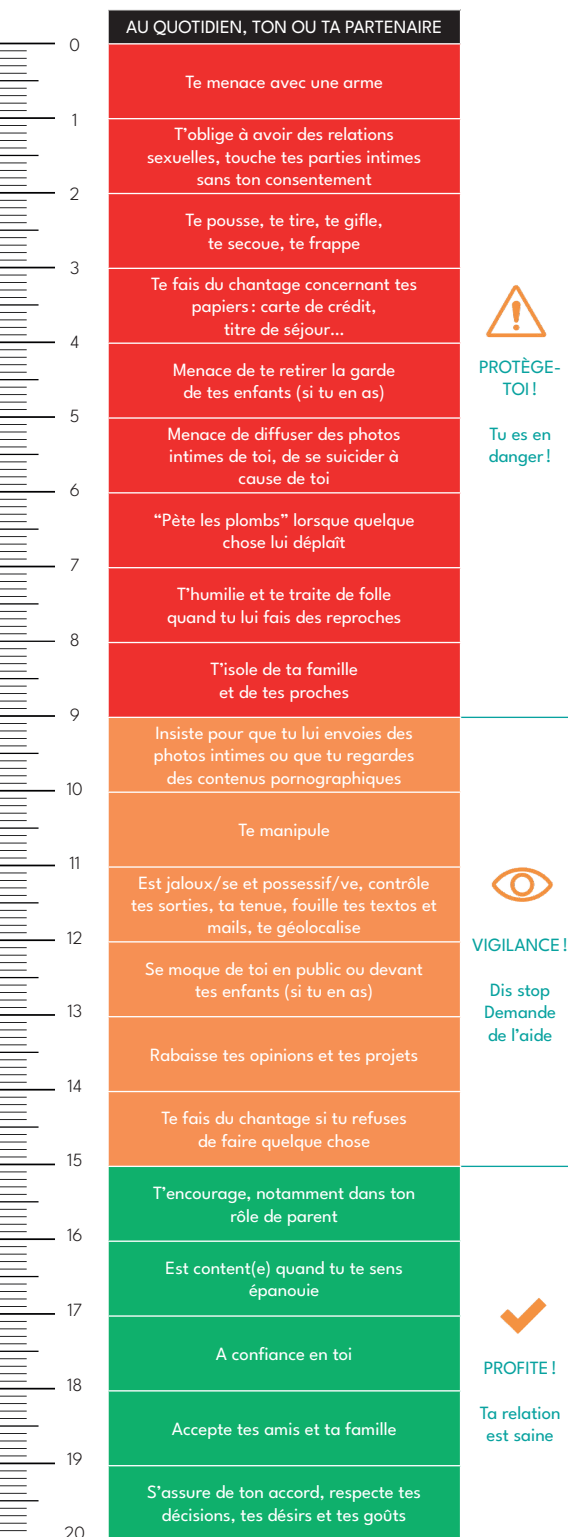 AU QUOTIDIEN, TON OU TA PARTENAIRE
0
Te menace avec une arme
1
T'oblige à avoir des relations
sexuelles, touche tes parties intimes
sans ton consentement
2
Te pousse, te tire, te gifle,
te secoue, te frappe
3
Te fais du chantage concernant tes
papiers : carte de crédit,
titre de séjour…
4
Menace de te retirer la garde
de tes enfants (si tu en as)
5
Menace de diffuser des photos
intimes de toi, de se suicider à
cause de toi
6
“Pète les plombs” lorsque quelque
chose lui déplaît
7
T'humilie et te traite de folle
quand tu lui fais des reproches
8
T'isole de ta famille
et de tes proches
9
PROTÈGE-
TOI !
Tu es en
danger !
Insiste pour que tu lui envoies des
photos intimes ou que tu regardes
des contenus pornographiques
10
Te manipule
11
Est jaloux/se et possessif/ve, contrôle
tes sorties, ta tenue, fouille tes textos et
mails, te géolocalise
12
Se moque de toi en public ou devant
tes enfants (si tu en as)
13
Rabaisse tes opinions et tes projets
14
Te fais du chantage si tu refuses
de faire quelque chose
15
VIGILANCE !
Dis stop
Demande
de l'aide
T'encourage, notamment dans ton
rôle de parent
16
Est content(e) quand tu te sens
épanouie
17
A confiance en toi
18
Accepte tes amis et ta famille
19
S'assure de ton accord, respecte tes
décisions, tes désirs et tes goûts
20
PROFITE !
Ta relation
est saine